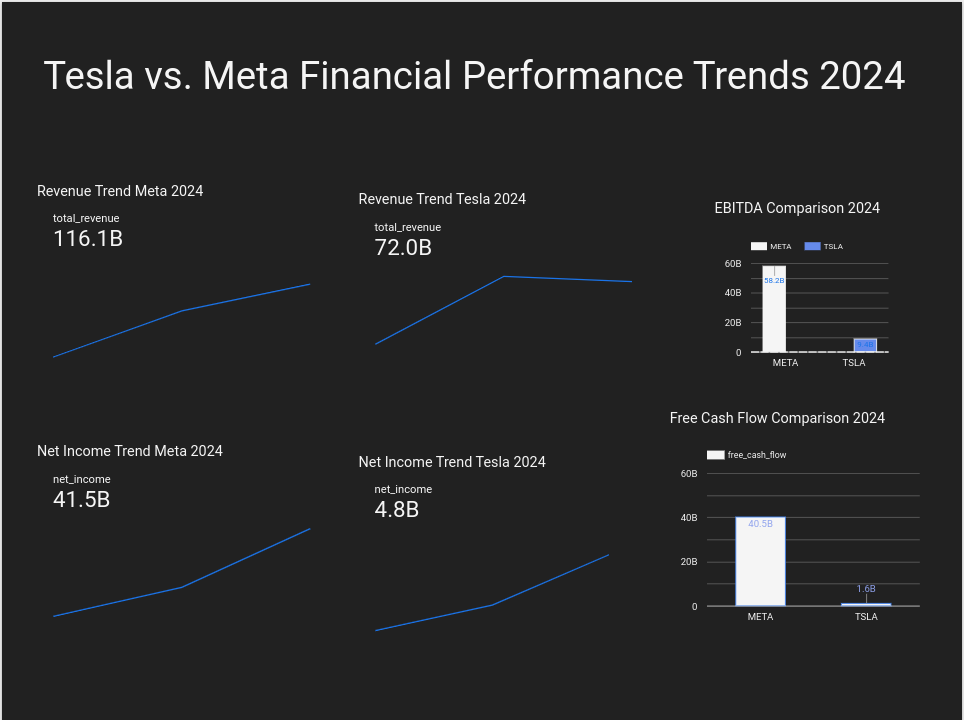 Tesla vs. Meta Financial Performance Trends 2024
Revenue Trend Meta 2024
total_revenue
116.1B
Revenue Trend Tesla 2024
total_revenue
72.0B
EBITDA Comparison 2024
META TSLA
60B
40B
20B
0
58.2B
9.4B
META TSLA
Net Income Trend Meta 2024
net_income
41.5B
Net Income Trend Tesla 2024
net_income
4.8B
Free Cash Flow Comparison 2024
free_cash_flow
60B
40B
20B
0
40.5B
1.6B
META TSLA